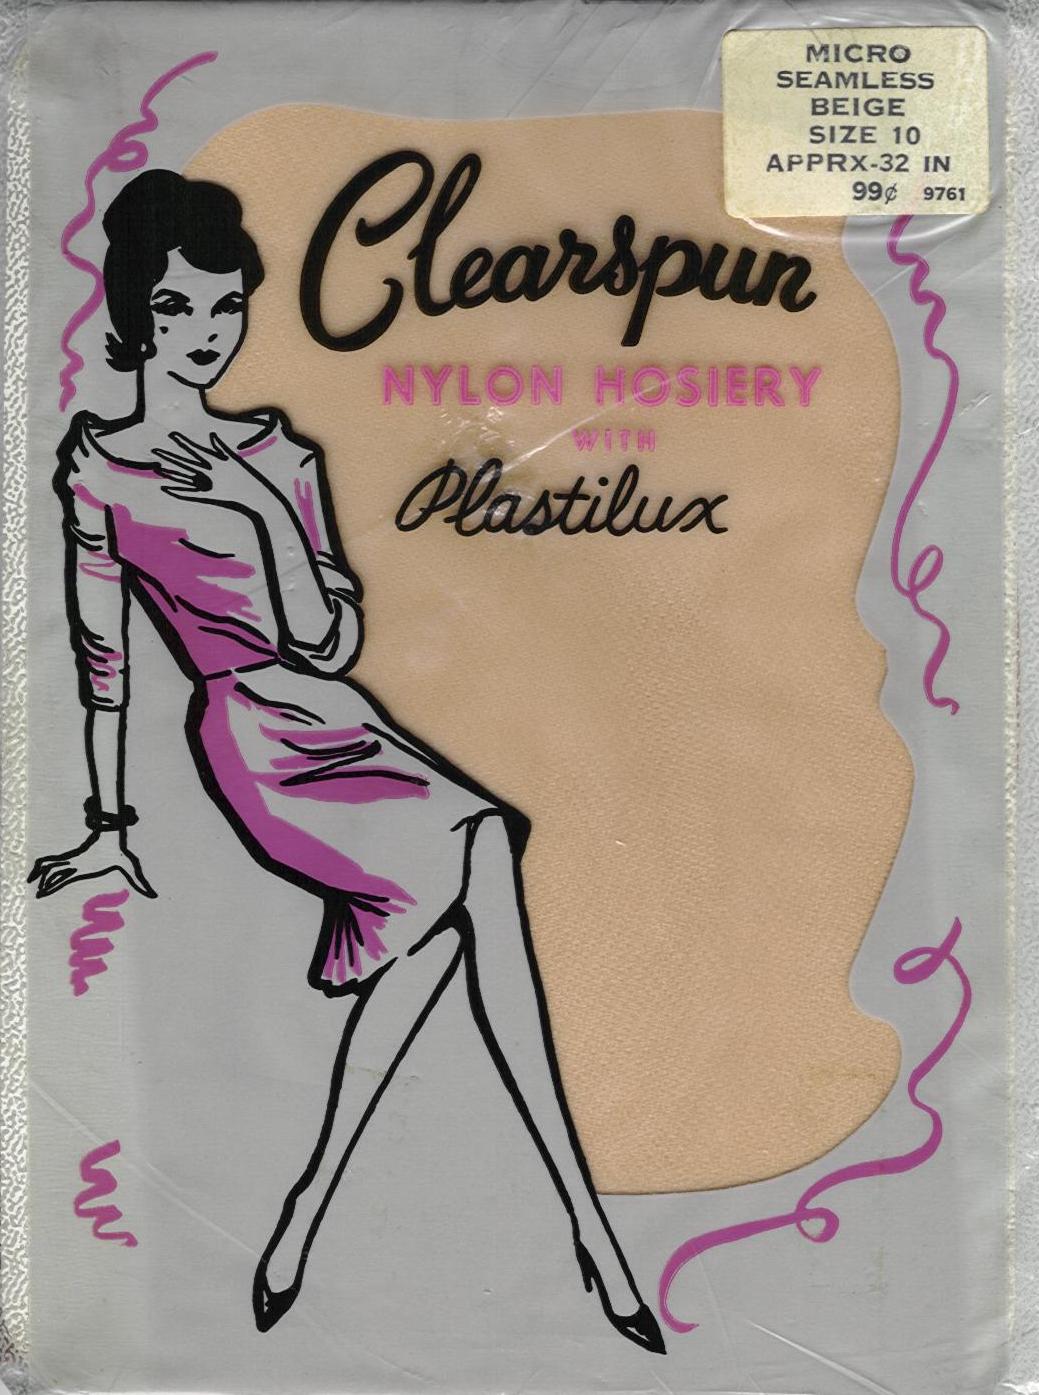 MICRO
SEAMLESS
BEIGE
SIZE 10
APPRX-32 IN
99¢ 9761
Clearspun
NYLON HOSIERY
WITH
Plastilux